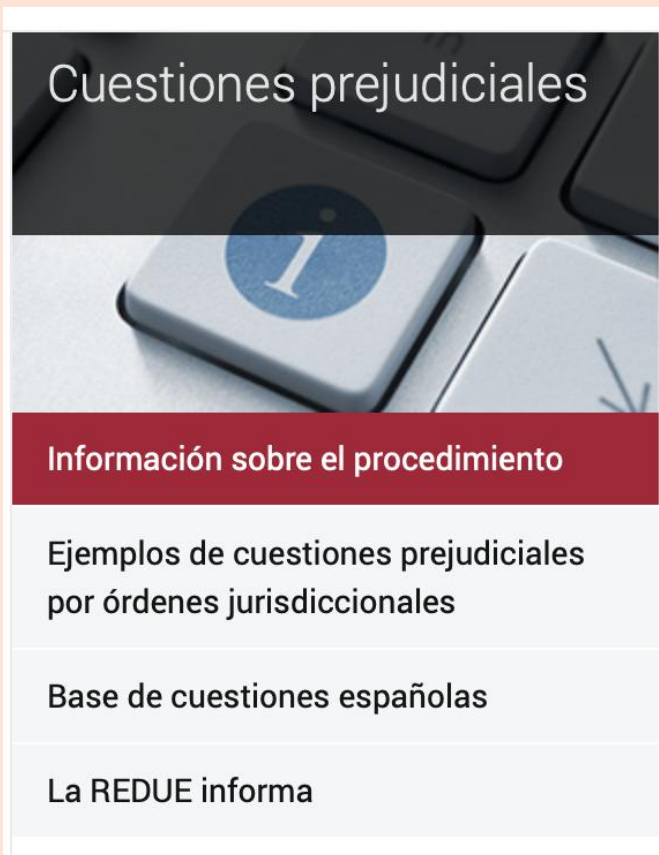 Cuestiones prejudiciales
i
Información sobre el procedimiento
Ejemplos de cuestiones prejudiciales
por órdenes jurisdiccionales
Base de cuestiones españolas
La REDUE informa